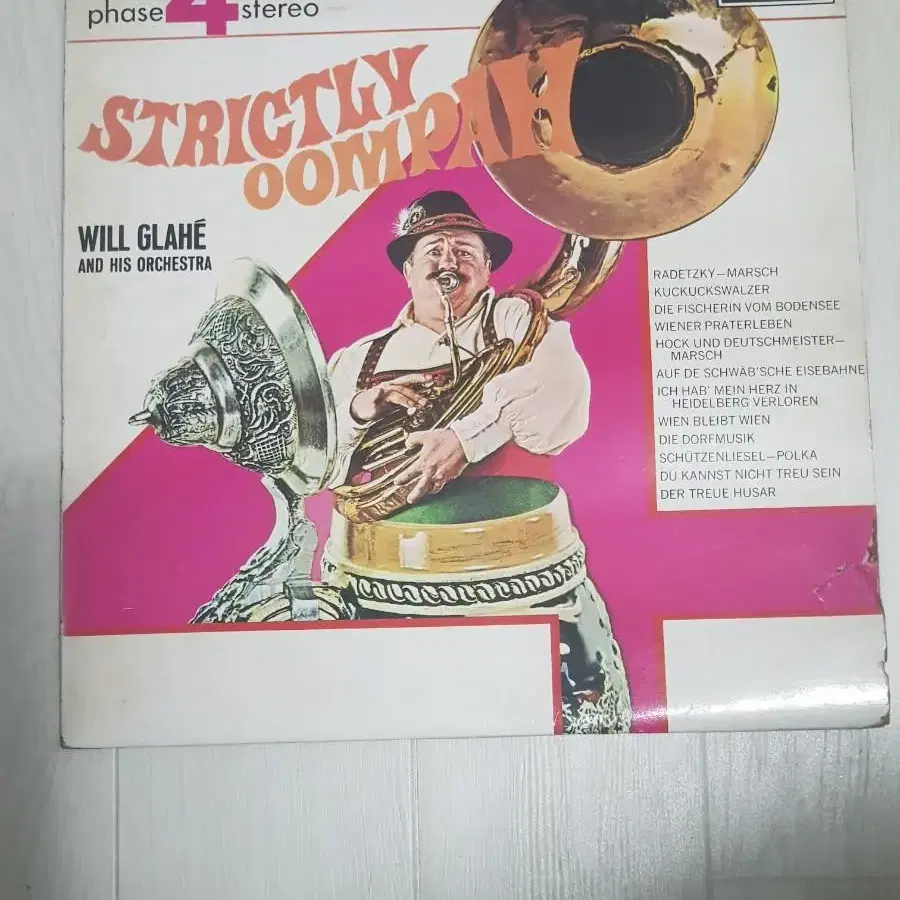 phase 4 stereo
STRICTLY
OOMPAH
WILL GLAHÉ
AND HIS ORCHESTRA
RADETZKY—MARSCH
KUCKUCKSWALZER
DIE FISCHERIN VOM BODENSEE
WIENER PRATERLEBEN
HOCK UND DEUTSCHMEISTER—
MARSCH
AUF DE SCHWÄB'SCHE EISEBAHNE
ICH HAB' MEIN HERZ IN
HEIDELBERG VERLOREN
WIEN BLEIBT WIEN
DIE DORFMUSIK
SCHÜTZENLIESEL—POLKA
DU KANNST NICHT TREU SEIN
DER TREUE HUSAR